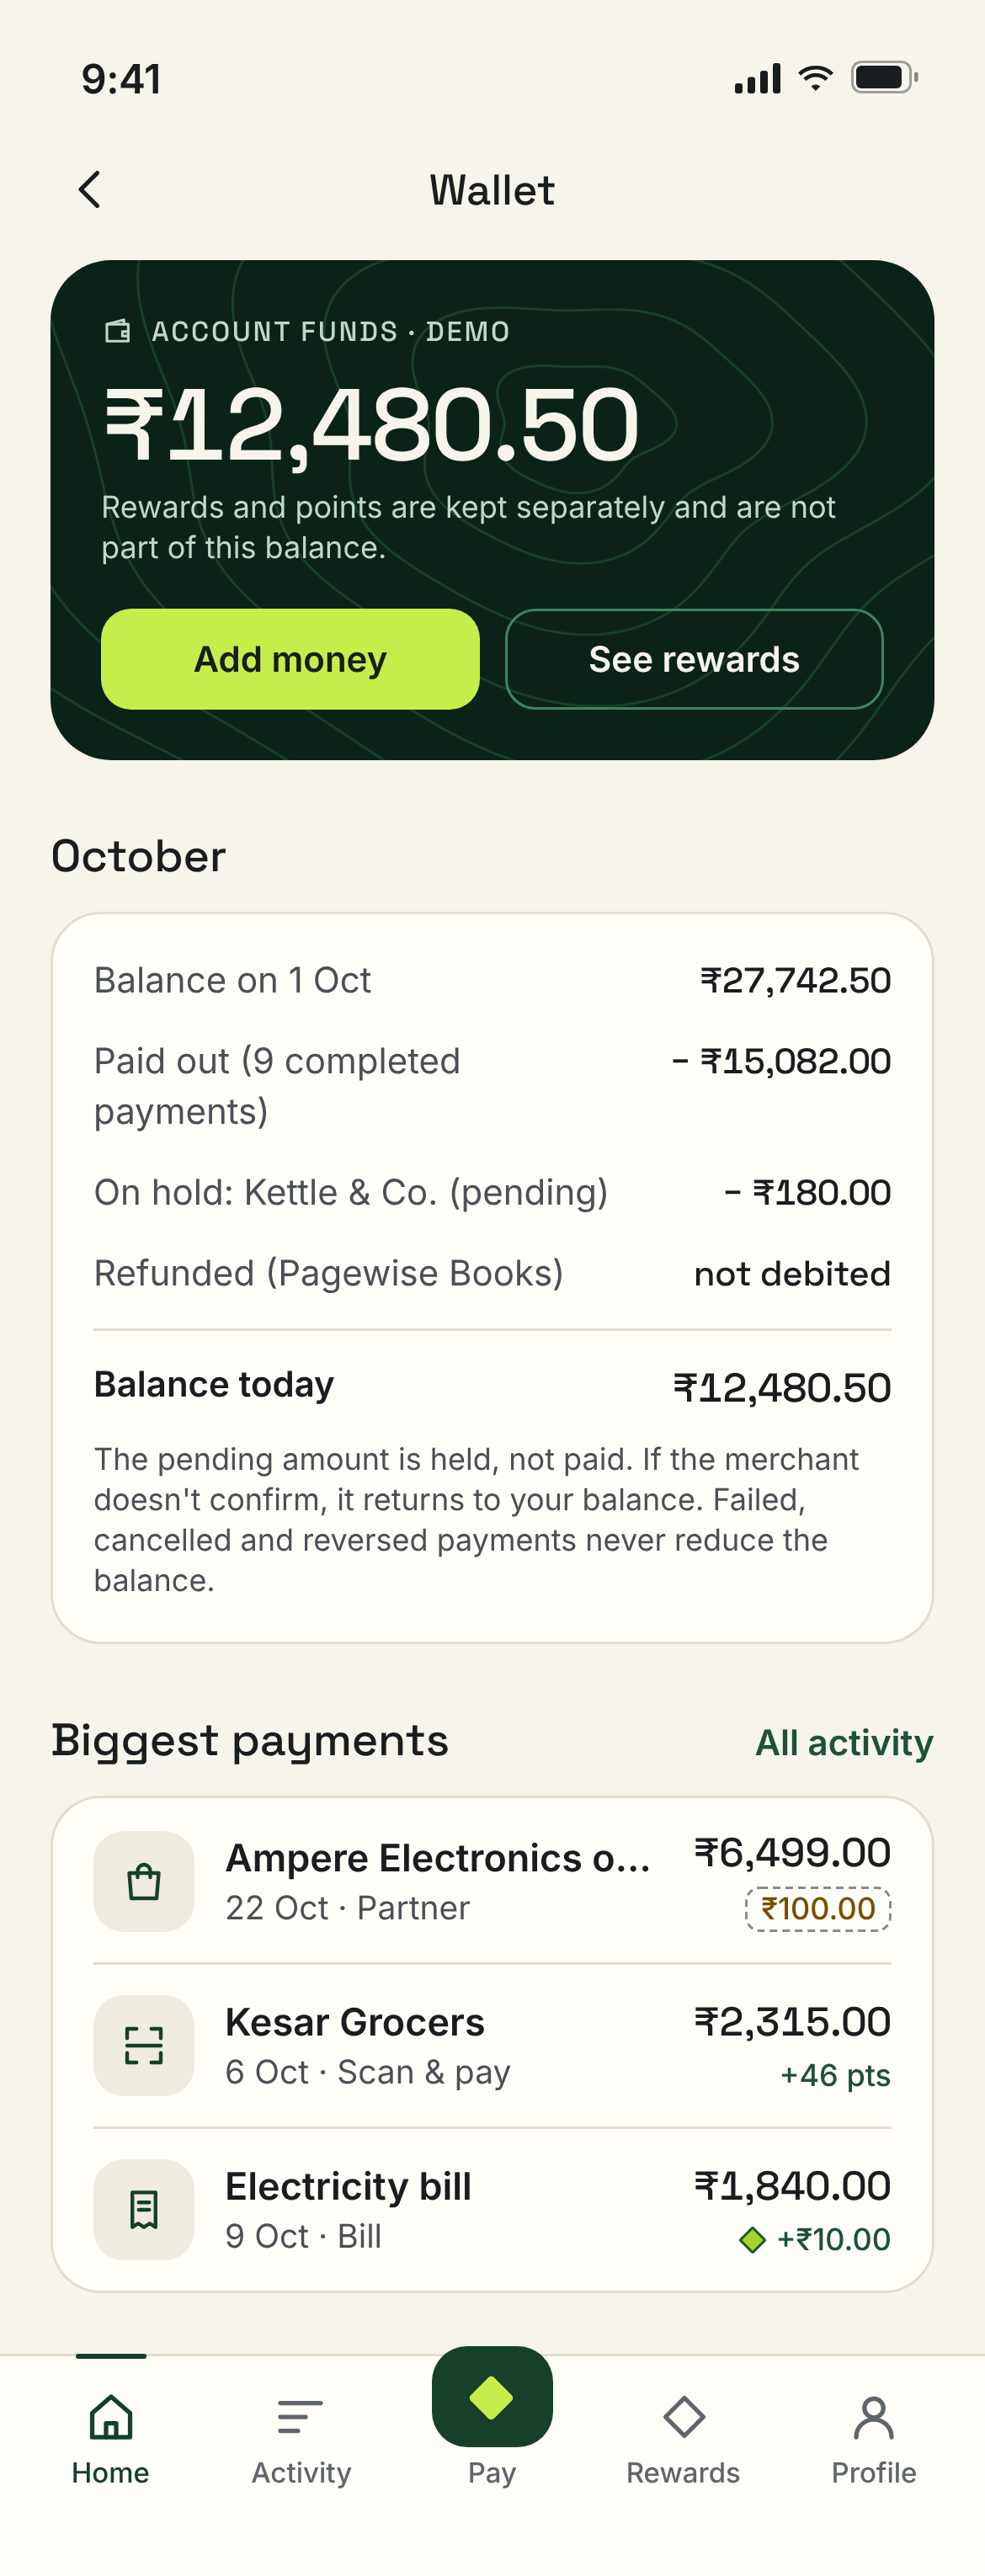 9:41
Wallet
ACCOUNT FUNDS · DEMO
₹12,480.50
Rewards and points are kept separately and are not
part of this balance.
Add money
See rewards
October
Balance on 1 Oct ₹27,742.50
Paid out (9 completed − ₹15,082.00
payments)
On hold: Kettle & Co. (pending) − ₹180.00
Refunded (Pagewise Books) not debited
Balance today ₹12,480.50
The pending amount is held, not paid. If the merchant
doesn't confirm, it returns to your balance. Failed,
cancelled and reversed payments never reduce the
balance.
Biggest payments All activity
Ampere Electronics o... ₹6,499.00
22 Oct · Partner ₹100.00
Kesar Grocers ₹2,315.00
6 Oct · Scan & pay +46 pts
Electricity bill ₹1,840.00
9 Oct · Bill +₹10.00
Home Activity Pay Rewards Profile